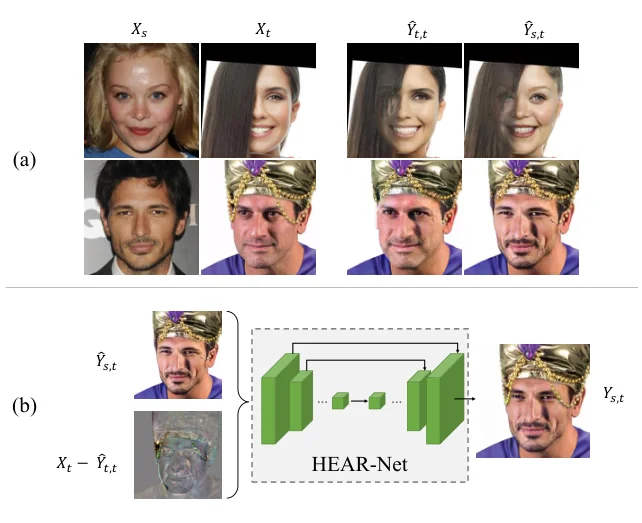 X_s X_t Ŷ_{t,t} Ŷ_{s,t}
(a)
Ŷ_{s,t}
(b)
X_t − Ŷ_{t,t}
... ...
HEAR-Net
Y_{s,t}